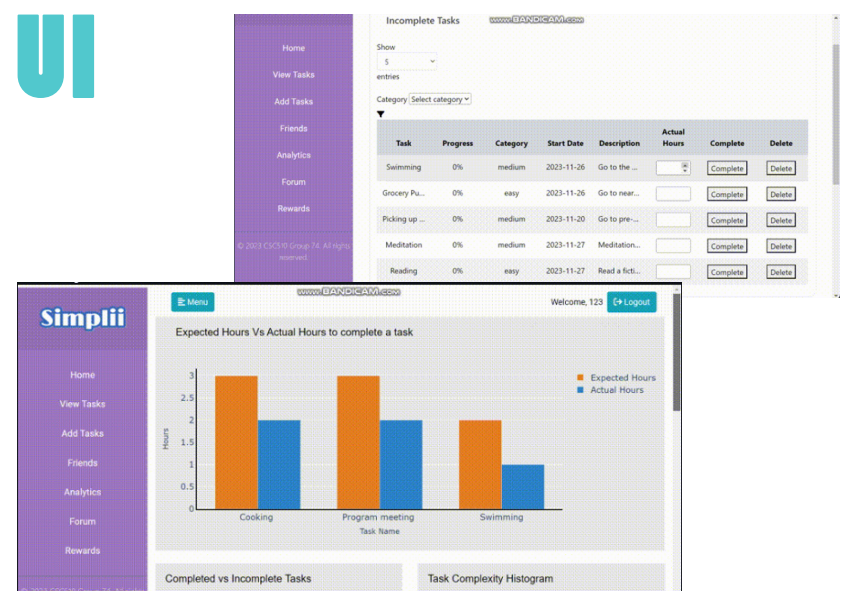 UI
Incomplete Tasks
www.BANDICAM.com
Home
View Tasks
Add Tasks
Friends
Analytics
Forum
Rewards
© 2023 CSC510 Group 74. All rights
reserved.
Show
5
entries
Category Select category
Task Progress Category Start Date Description Actual Hours Complete Delete
Swimming 0% medium 2023-11-26 Go to the ... Complete Delete
Grocery Pu... 0% easy 2023-11-26 Go to near... Complete Delete
Picking up ... 0% medium 2023-11-20 Go to pre-... Complete Delete
Meditation 0% medium 2023-11-27 Meditation... Complete Delete
Reading 0% easy 2023-11-27 Read a ficti... Complete Delete
Simplii
Menu
www.BANDICAM.com
Welcome, 123 Logout
Home
View Tasks
Add Tasks
Friends
Analytics
Forum
Rewards
Expected Hours Vs Actual Hours to complete a task
Expected Hours
Actual Hours
3
2.5
2
1.5
1
0.5
0
Hours
Cooking Program meeting Swimming
Task Name
Completed vs Incomplete Tasks
Task Complexity Histogram